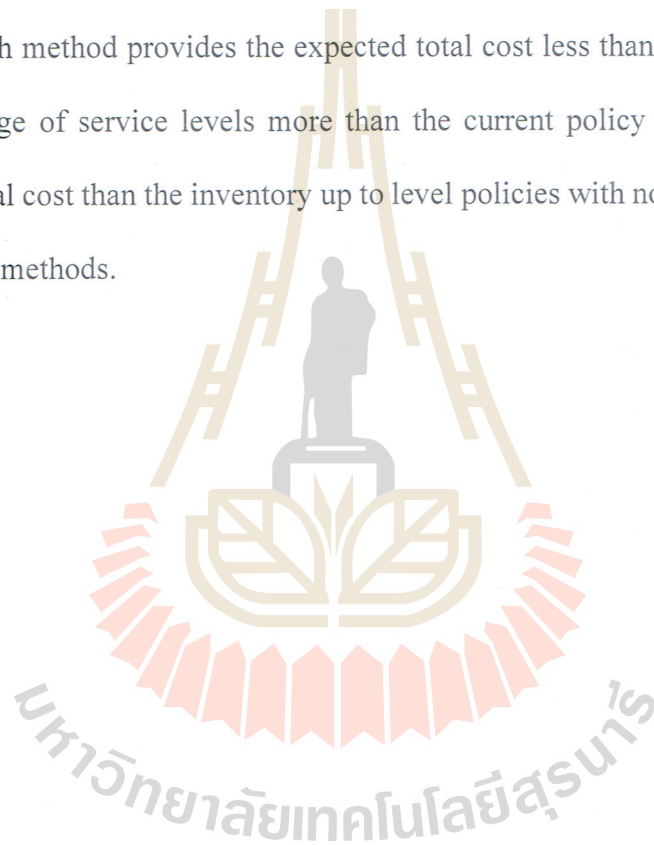 h method provides the expected total cost less than
ge of service levels more than the current policy
al cost than the inventory up to level policies with no
methods.
มหาวิทยาลัยเทคโนโลยีสุรนารี